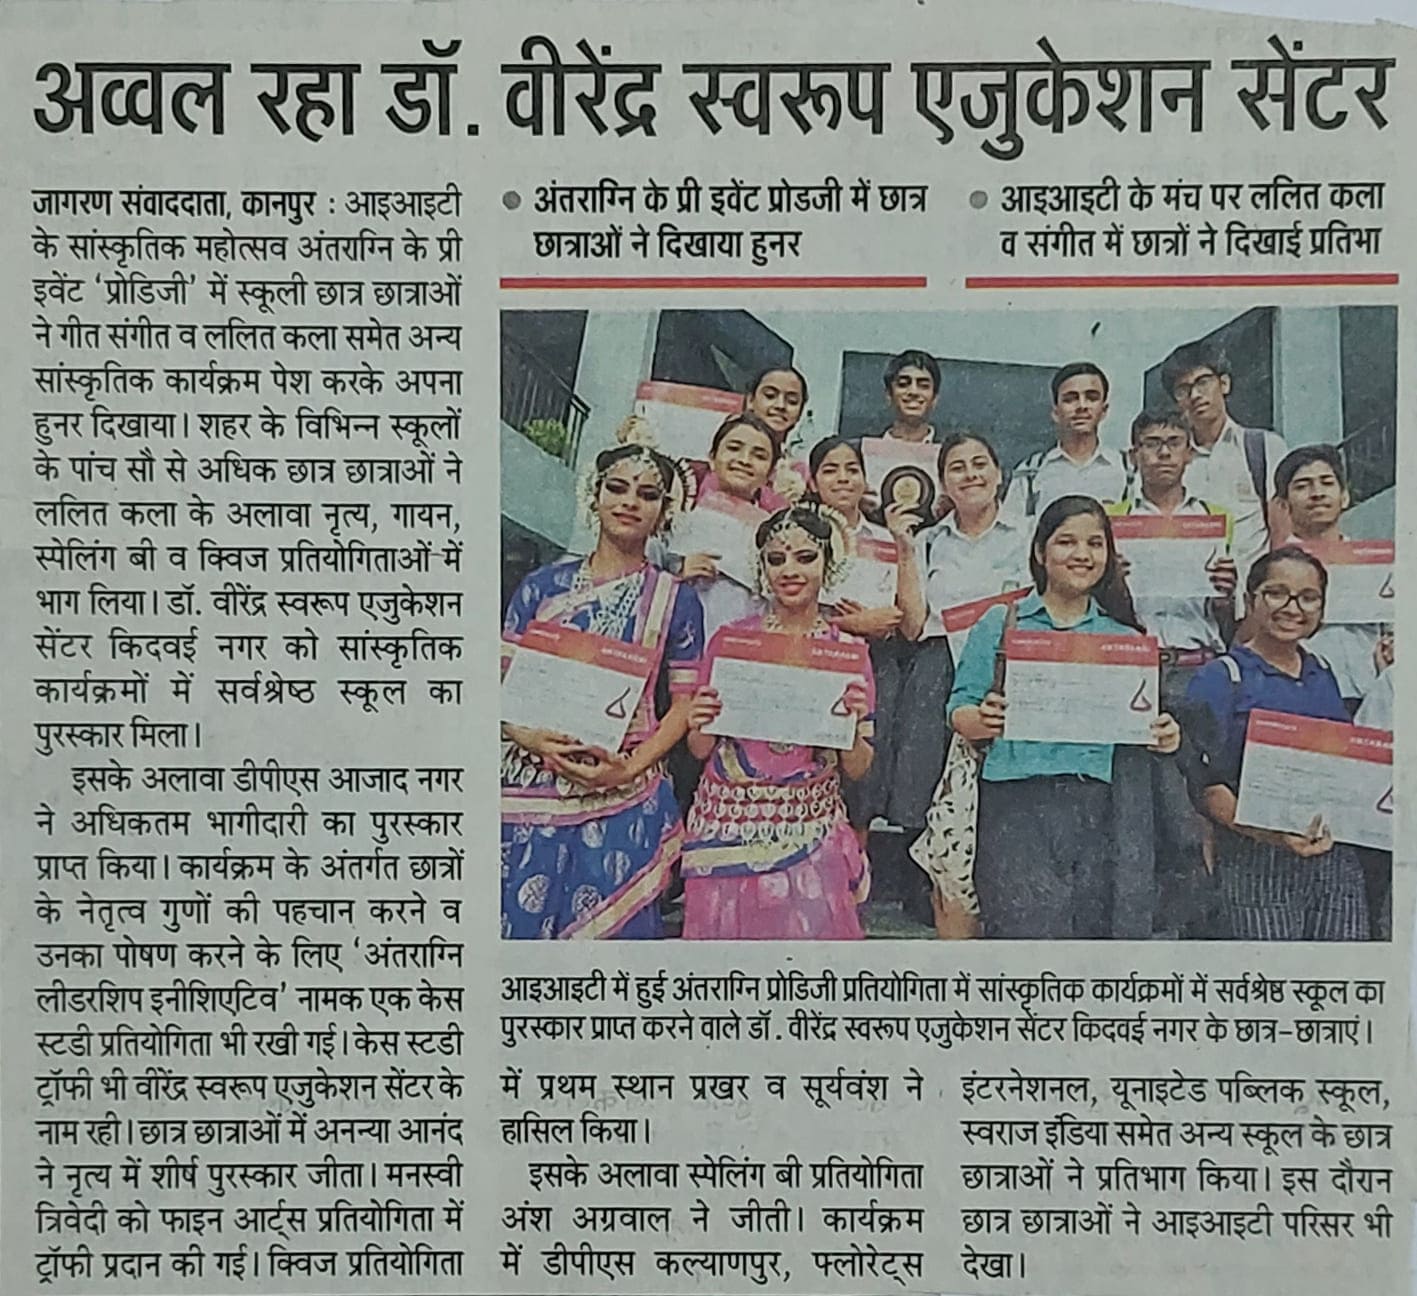 अव्वल रहा डॉ. वीरेंद्र स्वरूप एजुकेशन सेंटर
जागरण संवाददाता, कानपुर : आइआइटी
के सांस्कृतिक महोत्सव अंतराग्नि के प्री
इवेंट ‘प्रोडिजी’ में स्कूली छात्र छात्राओं
ने गीत संगीत व ललित कला समेत अन्य
सांस्कृतिक कार्यक्रम पेश करके अपना
हुनर दिखाया। शहर के विभिन्न स्कूलों
के पांच सौ से अधिक छात्र छात्राओं ने
ललित कला के अलावा नृत्य, गायन,
स्पेलिंग बी व क्विज प्रतियोगिताओं में
भाग लिया। डॉ. वीरेंद्र स्वरूप एजुकेशन
सेंटर किदवई नगर को सांस्कृतिक
कार्यक्रमों में सर्वश्रेष्ठ स्कूल का
पुरस्कार मिला।
इसके अलावा डीपीएस आजाद नगर
ने अधिकतम भागीदारी का पुरस्कार
प्राप्त किया। कार्यक्रम के अंतर्गत छात्रों
के नेतृत्व गुणों की पहचान करने व
उनका पोषण करने के लिए ‘अंतराग्नि
लीडरशिप इनीशिएटिव’ नामक एक केस
स्टडी प्रतियोगिता भी रखी गई। केस स्टडी
ट्रॉफी भी वीरेंद्र स्वरूप एजुकेशन सेंटर के
नाम रही। छात्र छात्राओं में अनन्या आनंद
ने नृत्य में शीर्ष पुरस्कार जीता। मनस्वी
त्रिवेदी को फाइन आर्ट्स प्रतियोगिता में
ट्रॉफी प्रदान की गई। क्विज प्रतियोगिता
● अंतराग्नि के प्री इवेंट प्रोडजी में छात्र
छात्राओं ने दिखाया हुनर
● आइआइटी के मंच पर ललित कला
व संगीत में छात्रों ने दिखाई प्रतिभा
आइआइटी में हुई अंतराग्नि प्रोडिजी प्रतियोगिता में सांस्कृतिक कार्यक्रमों में सर्वश्रेष्ठ स्कूल का
पुरस्कार प्राप्त करने वाले डॉ. वीरेंद्र स्वरूप एजुकेशन सेंटर किदवई नगर के छात्र-छात्राएं।
में प्रथम स्थान प्रखर व सूर्यवंश ने
हासिल किया।
इसके अलावा स्पेलिंग बी प्रतियोगिता
अंश अग्रवाल ने जीती। कार्यक्रम
में डीपीएस कल्याणपुर, फ्लोरेट्स
इंटरनेशनल, यूनाइटेड पब्लिक स्कूल,
स्वराज इंडिया समेत अन्य स्कूल के छात्र
छात्राओं ने प्रतिभाग किया। इस दौरान
छात्र छात्राओं ने आइआइटी परिसर भी
देखा।